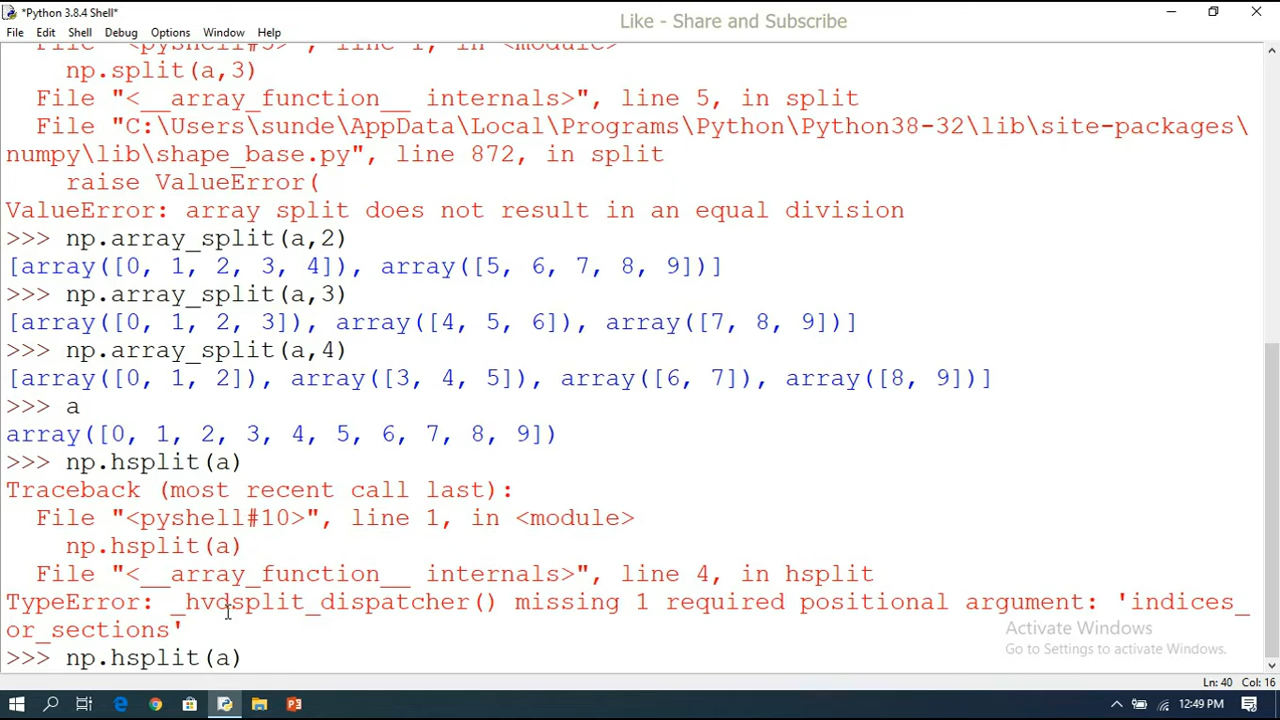 *Python 3.8.4 Shell*
Like - Share and Subscribe
File Edit Shell Debug Options Window Help
File "<pyshell#5>", line 1, in <module>
np.split(a,3)
File "<__array_function__ internals>", line 5, in split
File "C:\Users\sunde\AppData\Local\Programs\Python\Python38-32\lib\site-packages\
numpy\lib\shape_base.py", line 872, in split
raise ValueError(
ValueError: array split does not result in an equal division
>>> np.array_split(a,2)
[array([0, 1, 2, 3, 4]), array([5, 6, 7, 8, 9])]
>>> np.array_split(a,3)
[array([0, 1, 2, 3]), array([4, 5, 6]), array([7, 8, 9])]
>>> np.array_split(a,4)
[array([0, 1, 2]), array([3, 4, 5]), array([6, 7]), array([8, 9])]
>>> a
array([0, 1, 2, 3, 4, 5, 6, 7, 8, 9])
>>> np.hsplit(a)
Traceback (most recent call last):
File "<pyshell#10>", line 1, in <module>
np.hsplit(a)
File "<__array_function__ internals>", line 4, in hsplit
TypeError: _hvdsplit_dispatcher() missing 1 required positional argument: 'indices_
or_sections'
>>> np.hsplit(a)
Activate Windows
Go to Settings to activate Windows.
Ln: 40 Col: 16
12:49 PM